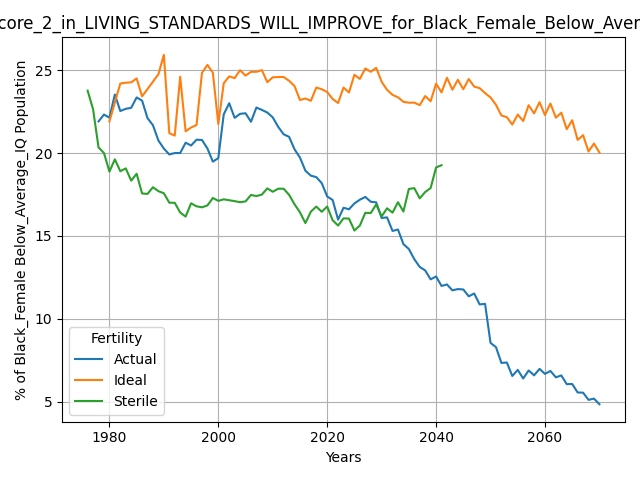 core_2_in_LIVING_STANDARDS_WILL_IMPROVE_for_Black_Female_Below_Aver
% of Black_Female Below_Average_IQ Population
25
20
15
10
5
Fertility
Actual
Ideal
Sterile
1980
2000
2020
2040
2060
Years